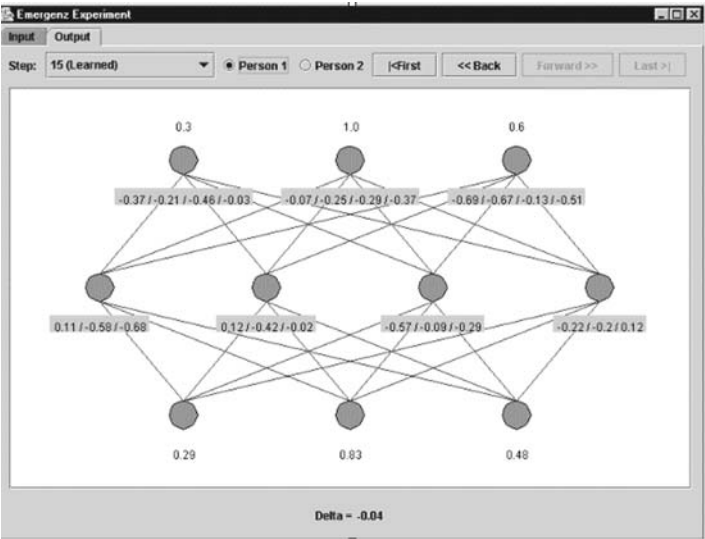 Emergenz Experiment
Input Output
Step: 15 (Learned) Person 1 Person 2 |<First << Back Forward >> Last >|
0.3 1.0 0.6
-0.37 / -0.21 / -0.46 / -0.03 -0.07 / -0.25 / -0.29 / -0.37 -0.69 / -0.67 / -0.13 / -0.51
0.11 / -0.58 / -0.68 0.12 / -0.42 / -0.02 -0.57 / -0.09 / -0.29 -0.22 / -0.2 / 0.12
0.29 0.83 0.48
Delta = -0.04